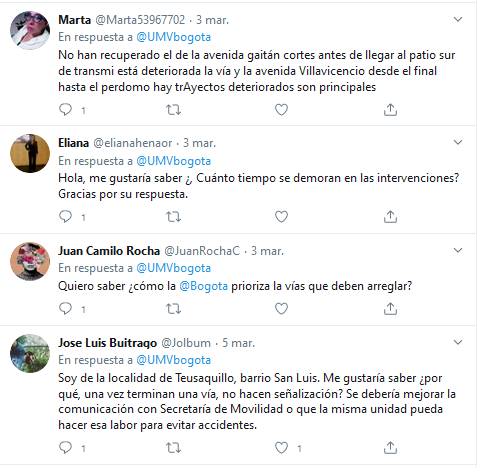 Marta @Marta53967702 · 3 mar.
En respuesta a @UMVbogota
No han recuperado el de la avenida gaitán cortes antes de llegar al patio sur
de transmi está deteriorada la vía y la avenida Villavicencio desde el final
hasta el perdomo hay trAyectos deteriorados son principales
1
Eliana @elianahenaor · 3 mar.
En respuesta a @UMVbogota
Hola, me gustaría saber ¿, Cuánto tiempo se demoran en las intervenciones?
Gracias por su respuesta.
1
Juan Camilo Rocha @JuanRochaC · 3 mar.
En respuesta a @UMVbogota
Quiero saber ¿cómo la @Bogota prioriza la vías que deben arreglar?
1
Jose Luis Buitrago @Jolbum · 5 mar.
En respuesta a @UMVbogota
Soy de la localidad de Teusaquillo, barrio San Luis. Me gustaría saber ¿por
qué, una vez terminan una vía, no hacen señalización? Se debería mejorar la
comunicación con Secretaría de Movilidad o que la misma unidad pueda
hacer esa labor para evitar accidentes.
1 1